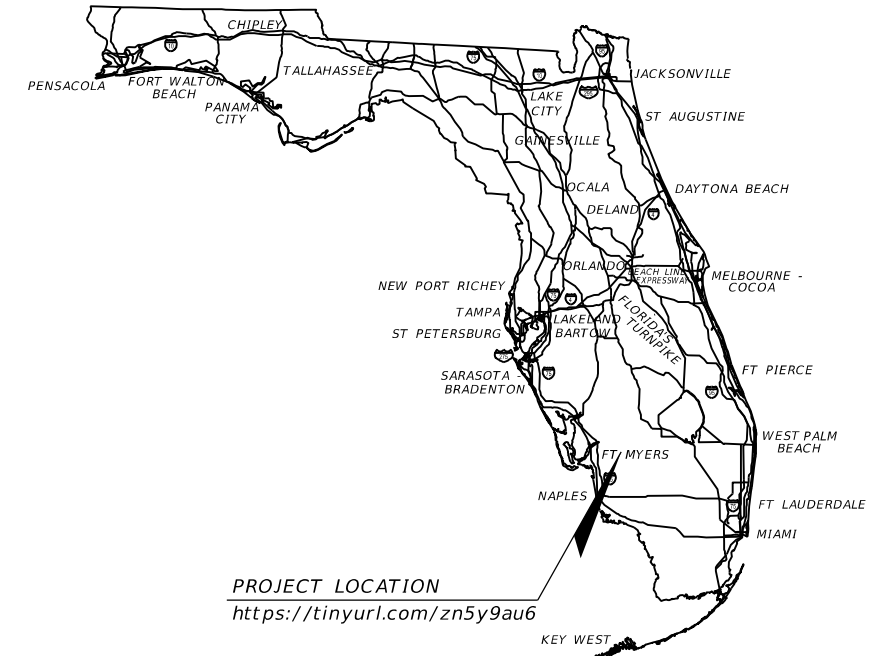 CHIPLEY
PENSACOLA
FORT WALTON
BEACH
PANAMA
CITY
TALLAHASSEE
JACKSONVILLE
LAKE
CITY
ST AUGUSTINE
GAINESVILLE
OCALA
DAYTONA BEACH
DELAND
ORLANDO
BEACH LINE
EXPRESSWAY
MELBOURNE -
COCOA
NEW PORT RICHEY
TAMPA
ST PETERSBURG
LAKELAND
BARTOW
FLORIDA'S
TURNPIKE
SARASOTA -
BRADENTON
FT PIERCE
WEST PALM
BEACH
FT MYERS
NAPLES
FT LAUDERDALE
MIAMI
PROJECT LOCATION
https://tinyurl.com/zn5y9au6
KEY WEST